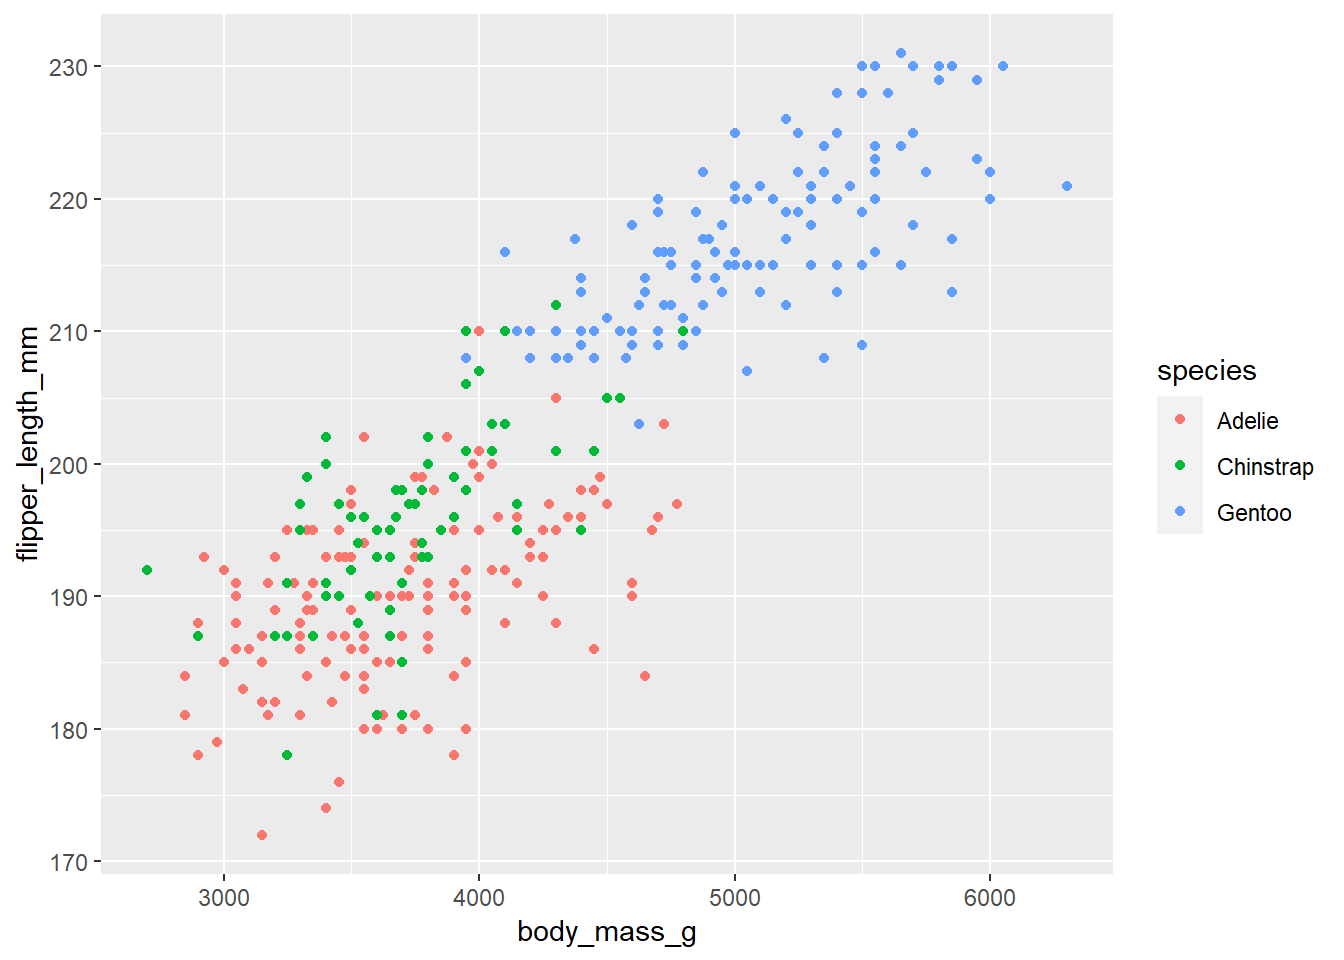 230
220
210
200
190
180
170
flipper_length_mm
3000 4000 5000 6000
body_mass_g
species
Adelie
Chinstrap
Gentoo